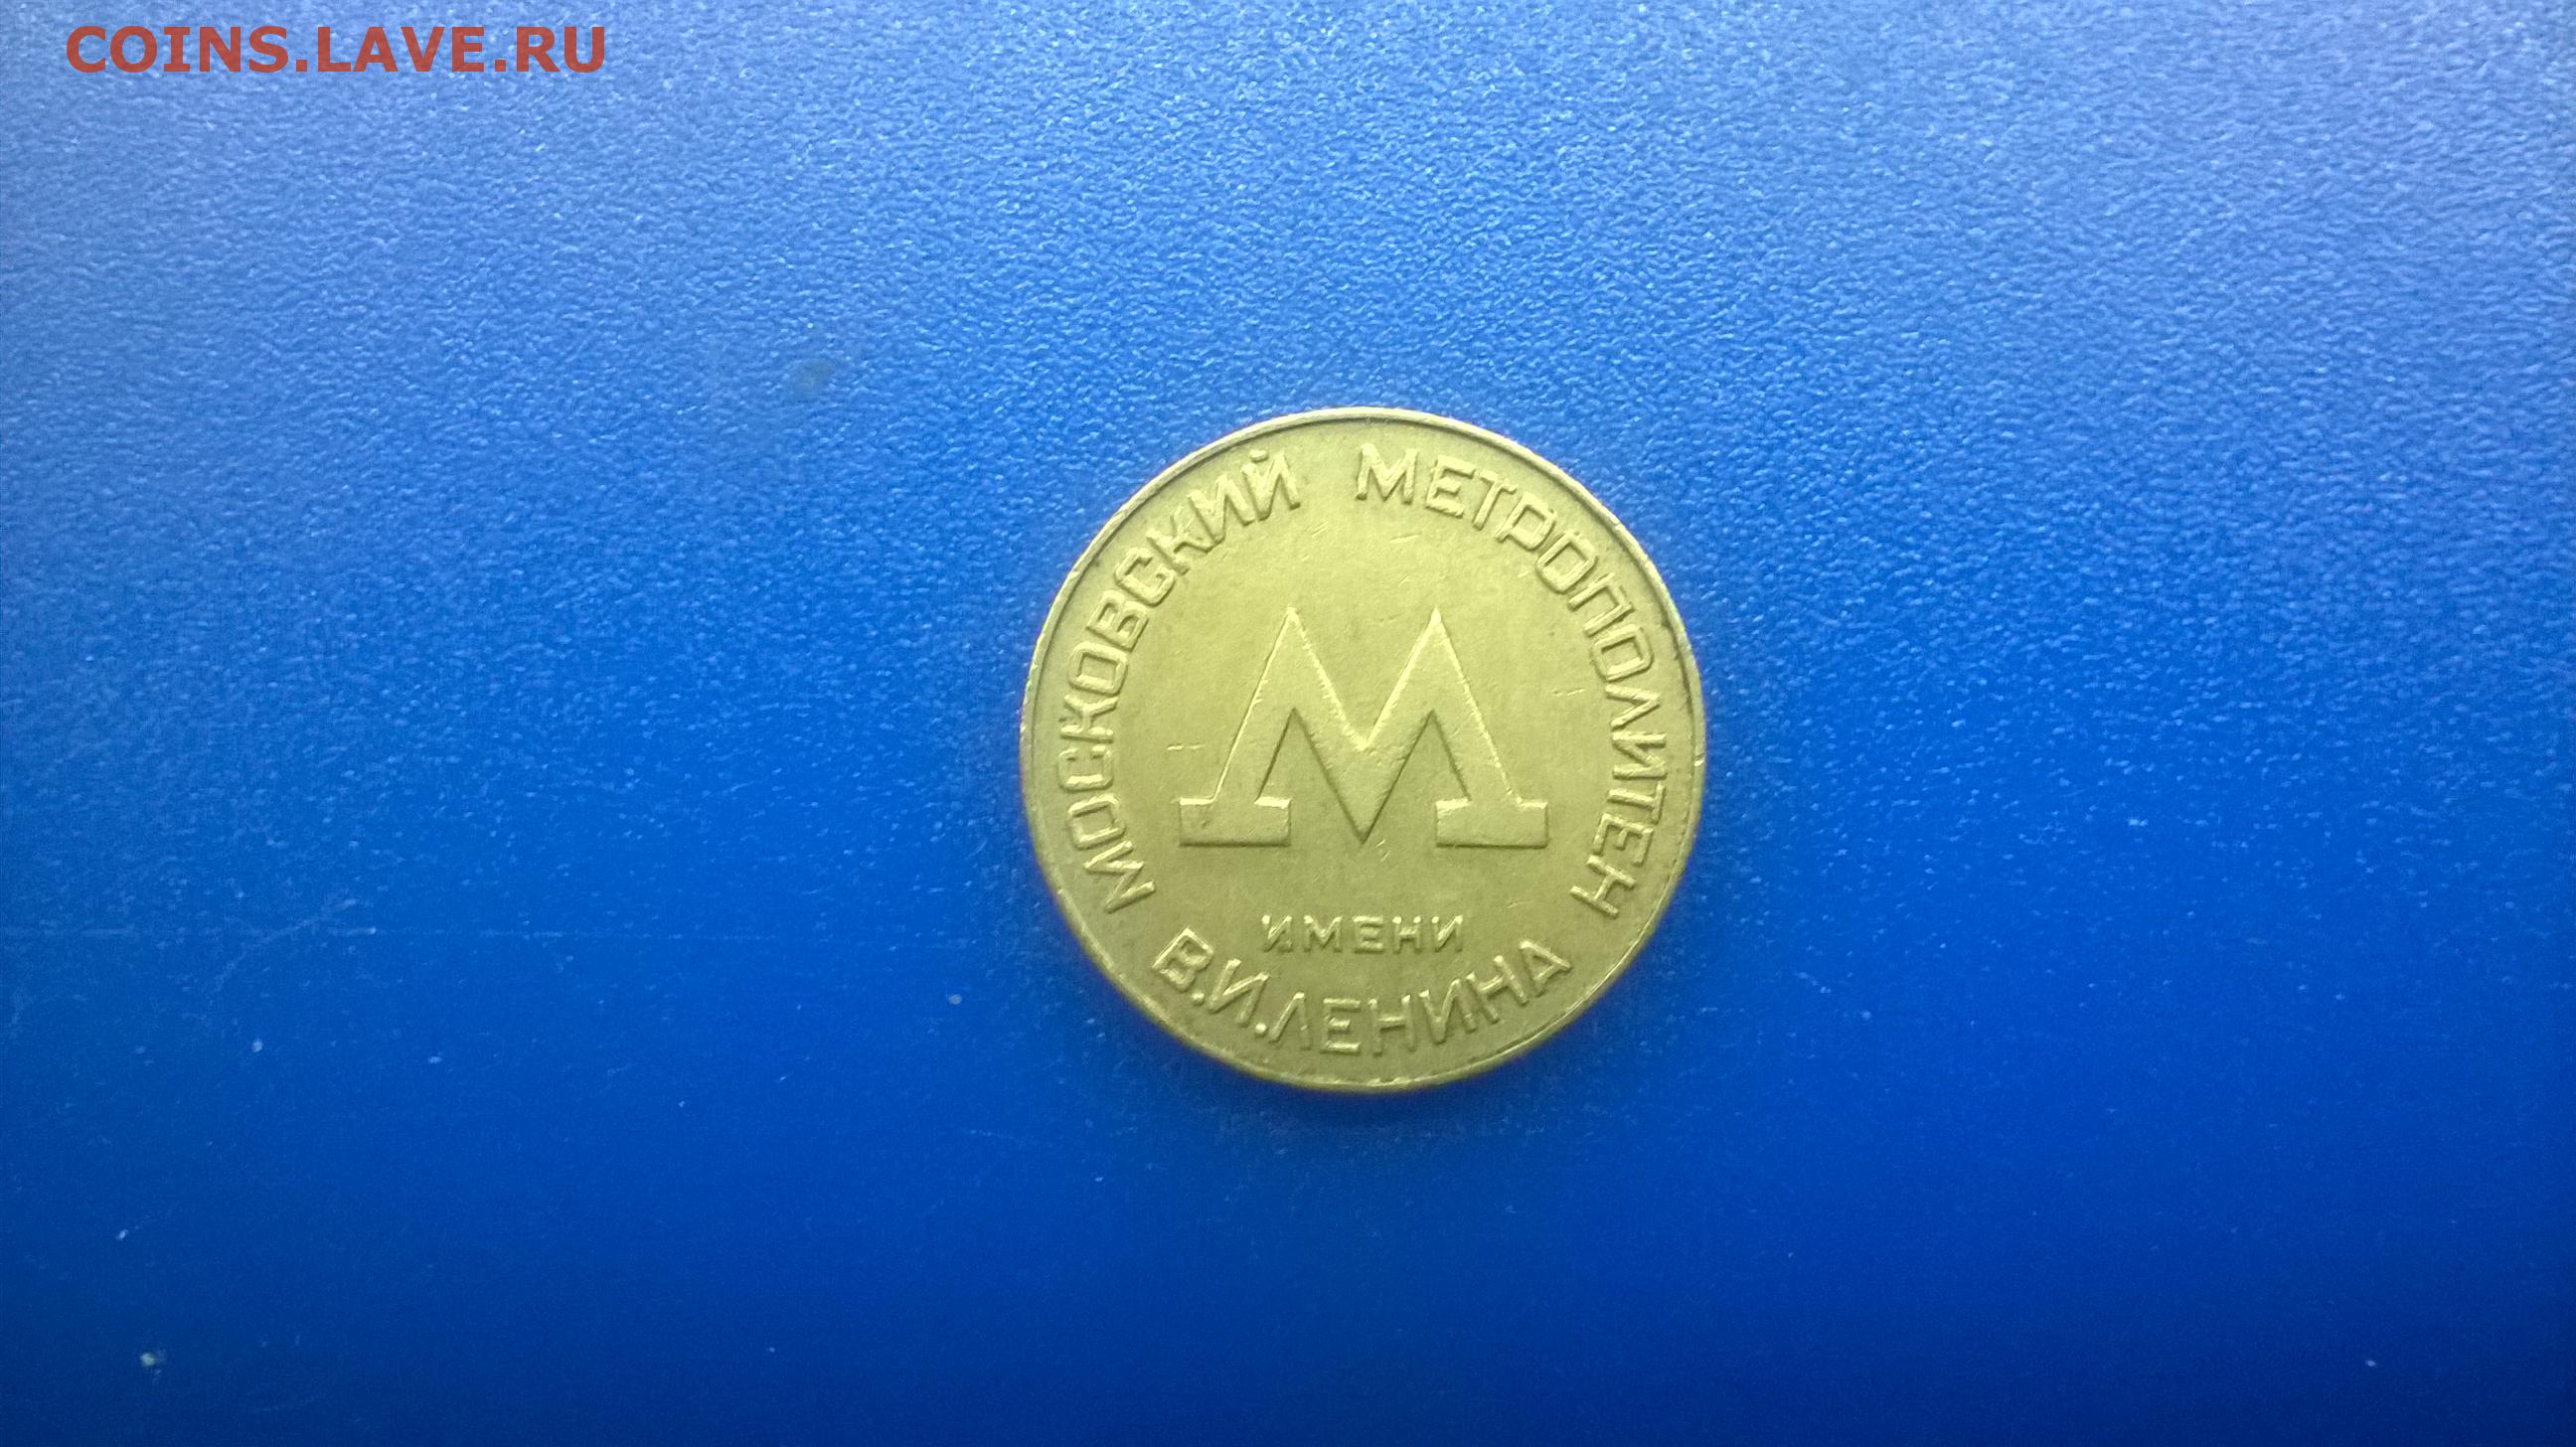 COINS.LAVE.RU
МОСКОВСКИЙ МЕТРОПОЛИТЕН
М
ИМЕНИ
В.И.ЛЕНИНА